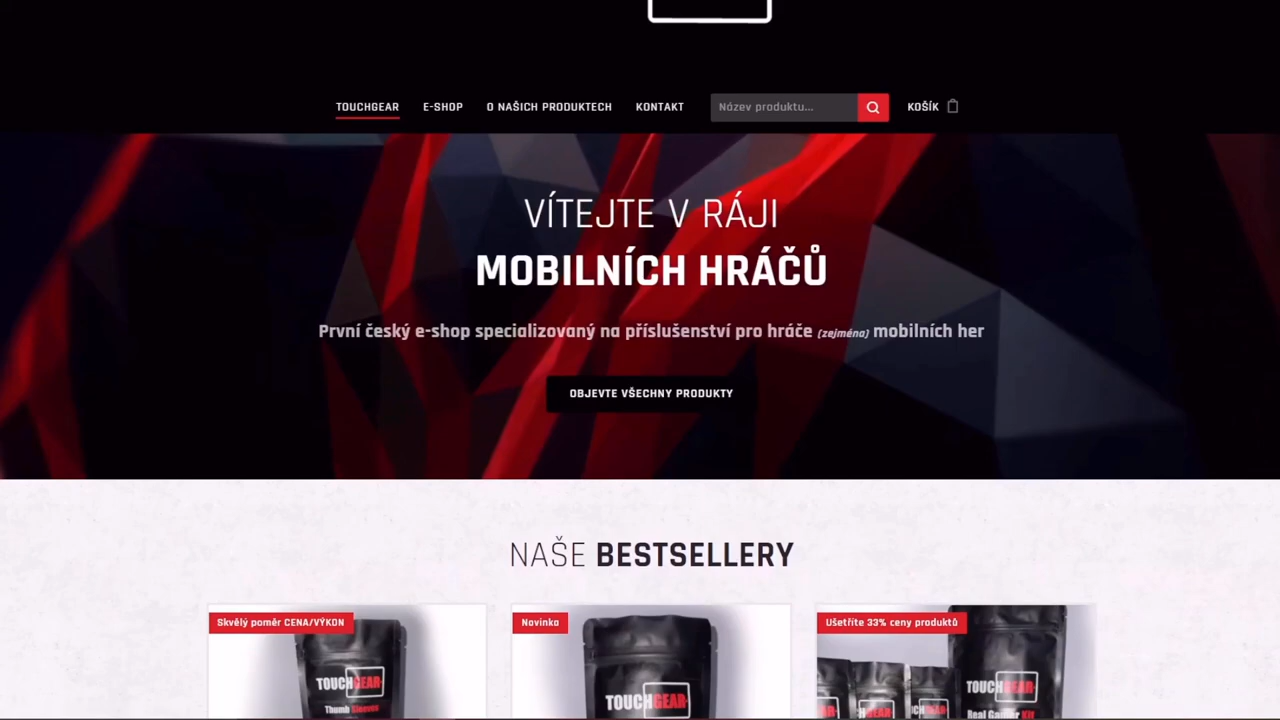 TOUCHGEAR E-SHOP O NAŠICH PRODUKTECH KONTAKT Název produktu... KOŠÍK
VÍTEJTE V RÁJI
MOBILNÍCH HRÁČŮ
První český e-shop specializovaný na příslušenství pro hráče (zejména) mobilních her
OBJEVTE VŠECHNY PRODUKTY
NAŠE BESTSELLERY
Skvělý poměr CENA/VÝKON
Novinka
Ušetříte 33% ceny produktů
TOUCHGEAR
Thumb Sleeves
TOUCHGEAR
TOUCHGEAR
Real Gamer Kit